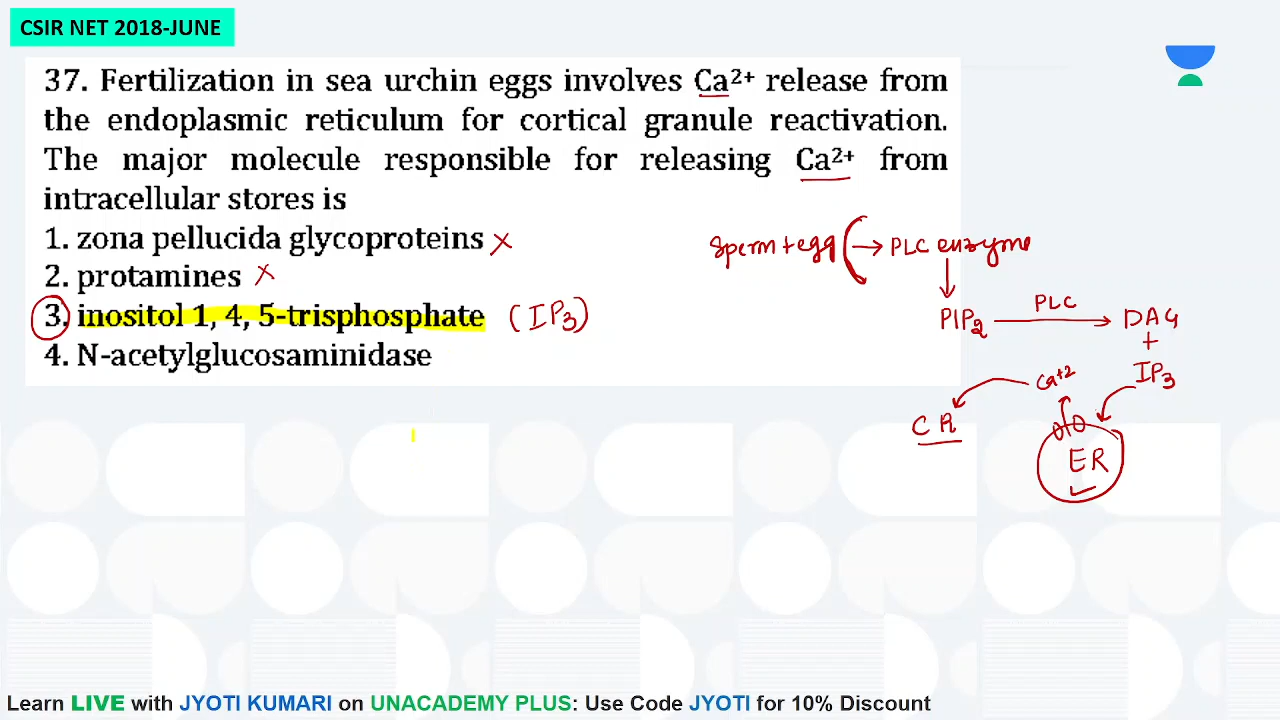 CSIR NET 2018-JUNE
37. Fertilization in sea urchin eggs involves Ca2+ release from
the endoplasmic reticulum for cortical granule reactivation.
The major molecule responsible for releasing Ca2+ from
intracellular stores is
1. zona pellucida glycoproteins X
2. protamines X
3. inositol 1, 4, 5-trisphosphate (IP3)
4. N-acetylglucosaminidase
Sperm + egg → PLC enzyme
PIP2 PLC → DAG
+
IP3
Ca+2
CR
ER
Learn LIVE with JYOTI KUMARI on UNACADEMY PLUS: Use Code JYOTI for 10% Discount